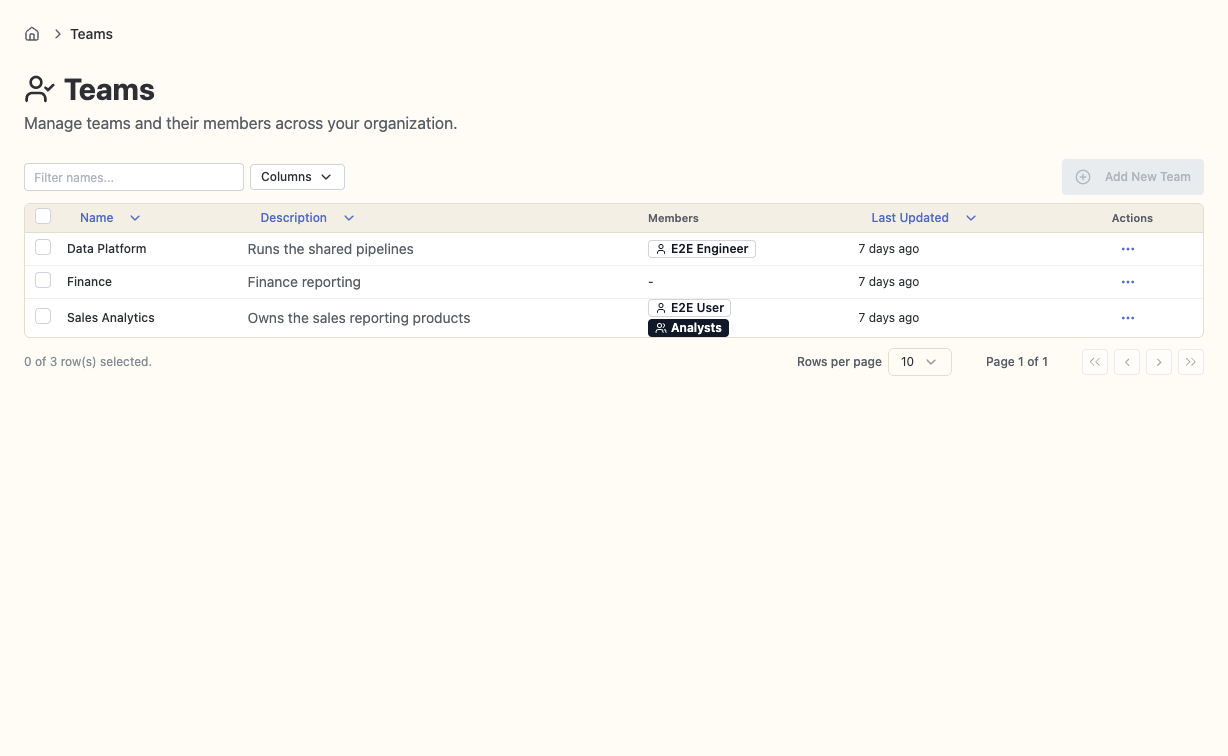 Teams
Teams
Manage teams and their members across your organization.
Filter names...
Columns
Add New Team
Name Description Members Last Updated Actions
Data Platform Runs the shared pipelines E2E Engineer 7 days ago
Finance Finance reporting - 7 days ago
Sales Analytics Owns the sales reporting products E2E User 7 days ago
Analysts
0 of 3 row(s) selected. Rows per page 10 Page 1 of 1